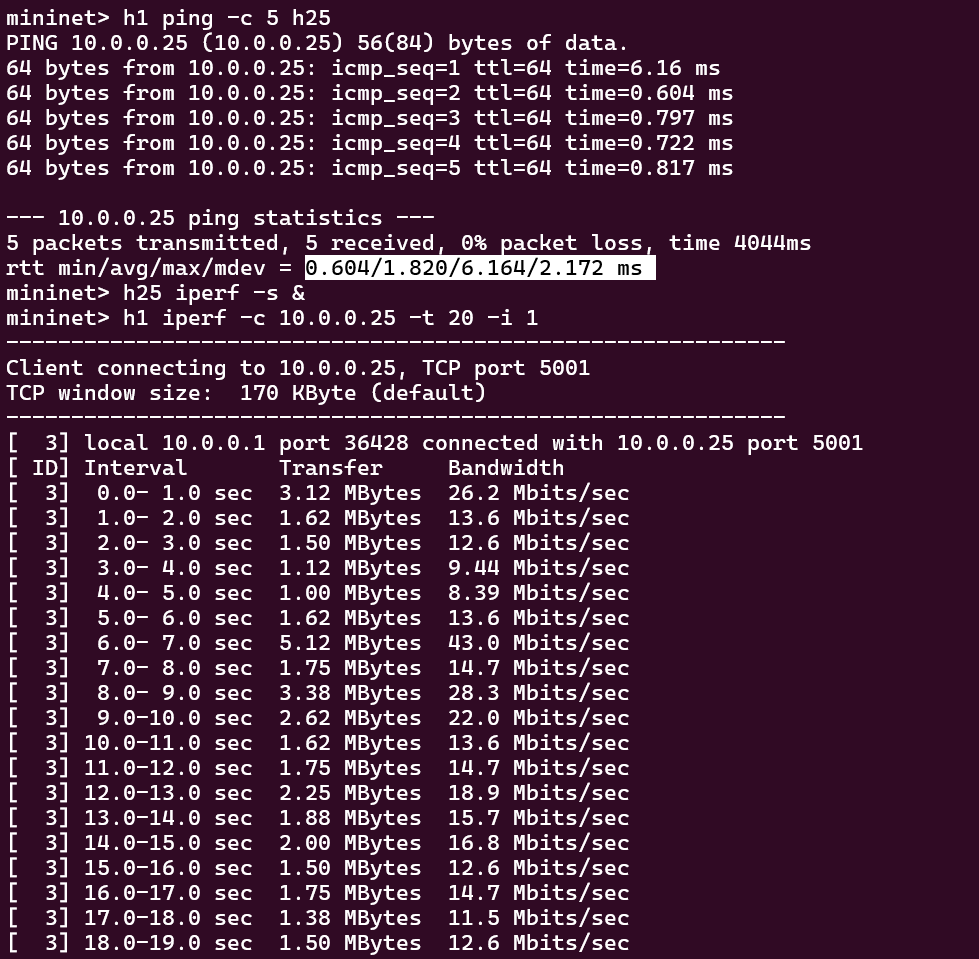 mininet> h1 ping -c 5 h25
PING 10.0.0.25 (10.0.0.25) 56(84) bytes of data.
64 bytes from 10.0.0.25: icmp_seq=1 ttl=64 time=6.16 ms
64 bytes from 10.0.0.25: icmp_seq=2 ttl=64 time=0.604 ms
64 bytes from 10.0.0.25: icmp_seq=3 ttl=64 time=0.797 ms
64 bytes from 10.0.0.25: icmp_seq=4 ttl=64 time=0.722 ms
64 bytes from 10.0.0.25: icmp_seq=5 ttl=64 time=0.817 ms
--- 10.0.0.25 ping statistics ---
5 packets transmitted, 5 received, 0% packet loss, time 4044ms
rtt min/avg/max/mdev = 0.604/1.820/6.164/2.172 ms
mininet> h25 iperf -s &
mininet> h1 iperf -c 10.0.0.25 -t 20 -i 1
------------------------------------------------------------
Client connecting to 10.0.0.25, TCP port 5001
TCP window size:  170 KByte (default)
------------------------------------------------------------
[  3] local 10.0.0.1 port 36428 connected with 10.0.0.25 port 5001
[ ID] Interval       Transfer     Bandwidth
[  3]  0.0- 1.0 sec  3.12 MBytes  26.2 Mbits/sec
[  3]  1.0- 2.0 sec  1.62 MBytes  13.6 Mbits/sec
[  3]  2.0- 3.0 sec  1.50 MBytes  12.6 Mbits/sec
[  3]  3.0- 4.0 sec  1.12 MBytes  9.44 Mbits/sec
[  3]  4.0- 5.0 sec  1.00 MBytes  8.39 Mbits/sec
[  3]  5.0- 6.0 sec  1.62 MBytes  13.6 Mbits/sec
[  3]  6.0- 7.0 sec  5.12 MBytes  43.0 Mbits/sec
[  3]  7.0- 8.0 sec  1.75 MBytes  14.7 Mbits/sec
[  3]  8.0- 9.0 sec  3.38 MBytes  28.3 Mbits/sec
[  3]  9.0-10.0 sec  2.62 MBytes  22.0 Mbits/sec
[  3] 10.0-11.0 sec  1.62 MBytes  13.6 Mbits/sec
[  3] 11.0-12.0 sec  1.75 MBytes  14.7 Mbits/sec
[  3] 12.0-13.0 sec  2.25 MBytes  18.9 Mbits/sec
[  3] 13.0-14.0 sec  1.88 MBytes  15.7 Mbits/sec
[  3] 14.0-15.0 sec  2.00 MBytes  16.8 Mbits/sec
[  3] 15.0-16.0 sec  1.50 MBytes  12.6 Mbits/sec
[  3] 16.0-17.0 sec  1.75 MBytes  14.7 Mbits/sec
[  3] 17.0-18.0 sec  1.38 MBytes  11.5 Mbits/sec
[  3] 18.0-19.0 sec  1.50 MBytes  12.6 Mbits/sec